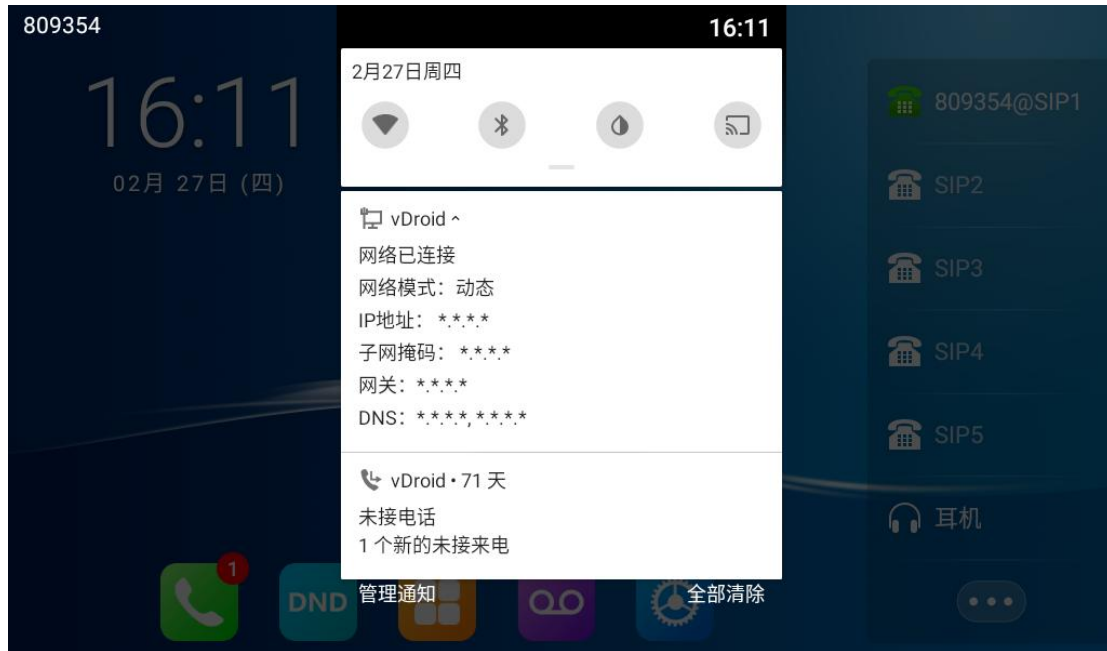 809354
16:11
16:11
02月 27日 (四)
2月27日周四
vDroid
网络已连接
网络模式：动态
IP地址： *.*.*.*
子网掩码： *.*.*.*
网关：*.*.*.*
DNS：*.*.*.*, *.*.*.*
vDroid • 71 天
未接电话
1 个新的未接来电
管理通知
全部清除
809354@SIP1
SIP2
SIP3
SIP4
SIP5
耳机
1
DND